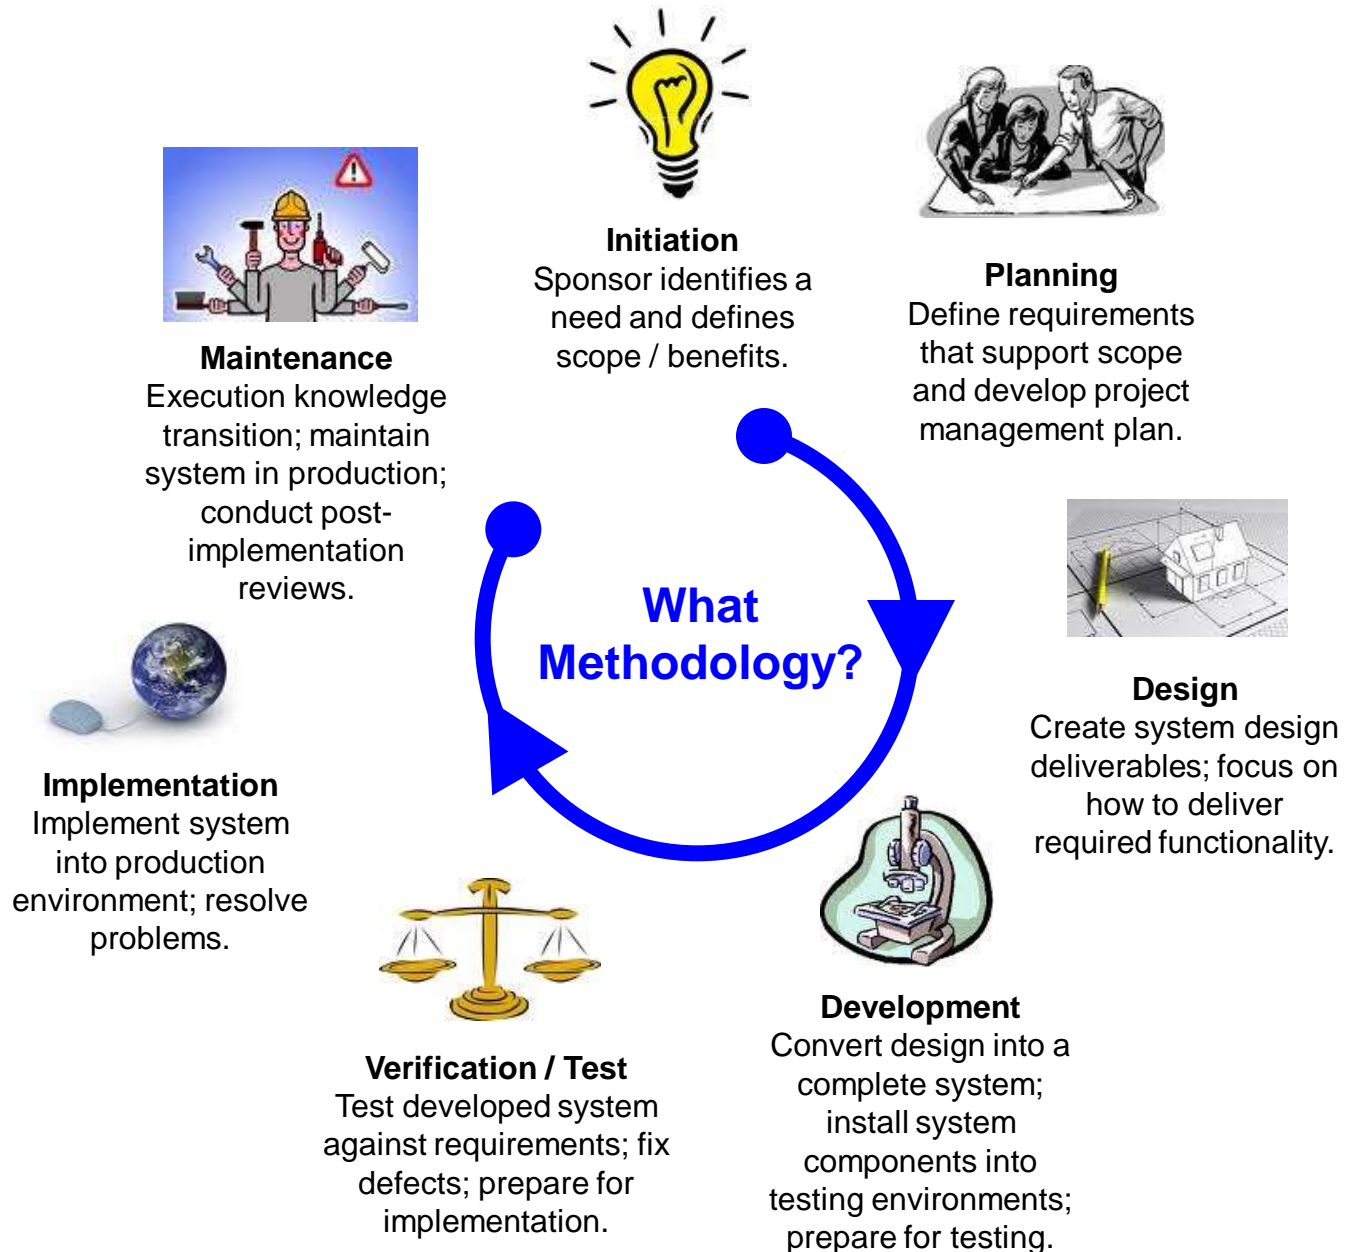 Initiation
Sponsor identifies a
need and defines
scope / benefits.
Planning
Define requirements
that support scope
and develop project
management plan.
Design
Create system design
deliverables; focus on
how to deliver
required functionality.
Development
Convert design into a
complete system;
install system
components into
testing environments;
prepare for testing.
Verification / Test
Test developed system
against requirements; fix
defects; prepare for
implementation.
Implementation
Implement system
into production
environment; resolve
problems.
Maintenance
Execution knowledge
transition; maintain
system in production;
conduct post-
implementation
reviews.
What
Methodology?